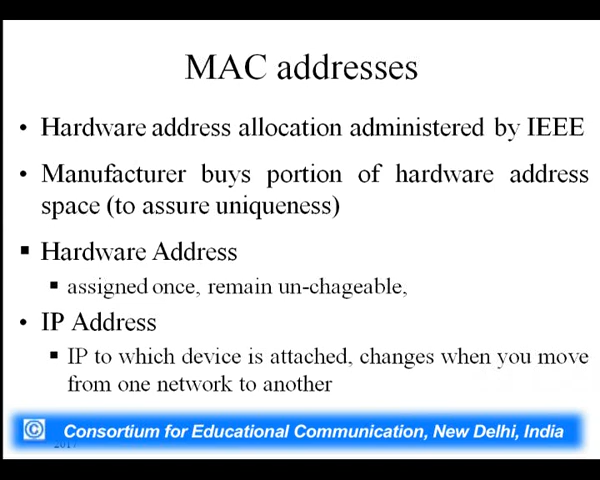 MAC addresses
• Hardware address allocation administered by IEEE
• Manufacturer buys portion of hardware address
space (to assure uniqueness)
▪ Hardware Address
▪ assigned once, remain un-chageable,
• IP Address
▪ IP to which device is attached, changes when you move
from one network to another
© Consortium for Educational Communication, New Delhi, India